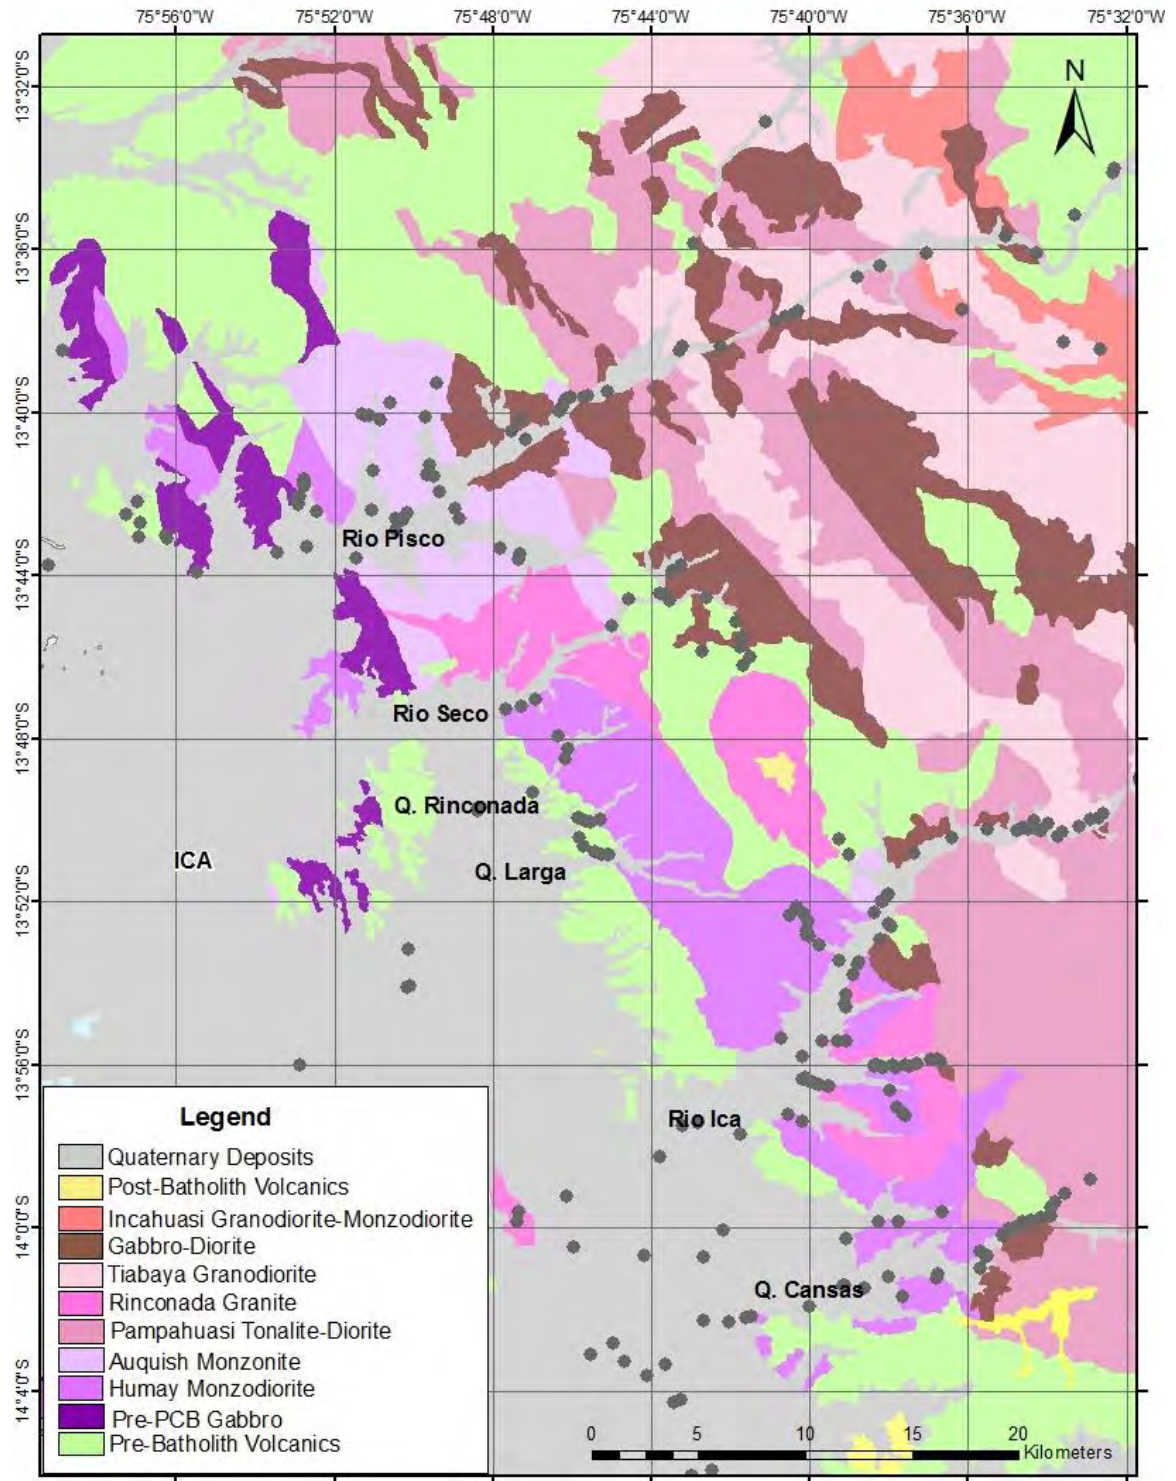 75°56'0"W 75°52'0"W 75°48'0"W 75°44'0"W 75°40'0"W 75°36'0"W 75°32'0"W
N
13°32'0"S
13°36'0"S
13°40'0"S
13°44'0"S
13°48'0"S
13°52'0"S
13°56'0"S
14°0'0"S
14°4'0"S
Rio Pisco
Rio Seco
Q. Rinconada
ICA
Q. Larga
Rio Ica
Q. Cansas
Legend
Quaternary Deposits
Post-Batholith Volcanics
Incahuasi Granodiorite-Monzodiorite
Gabbro-Diorite
Tiabaya Granodiorite
Rinconada Granite
Pampahuasi Tonalite-Diorite
Auquish Monzonite
Humay Monzodiorite
Pre-PCB Gabbro
Pre-Batholith Volcanics
0 5 10 15 20
Kilometers